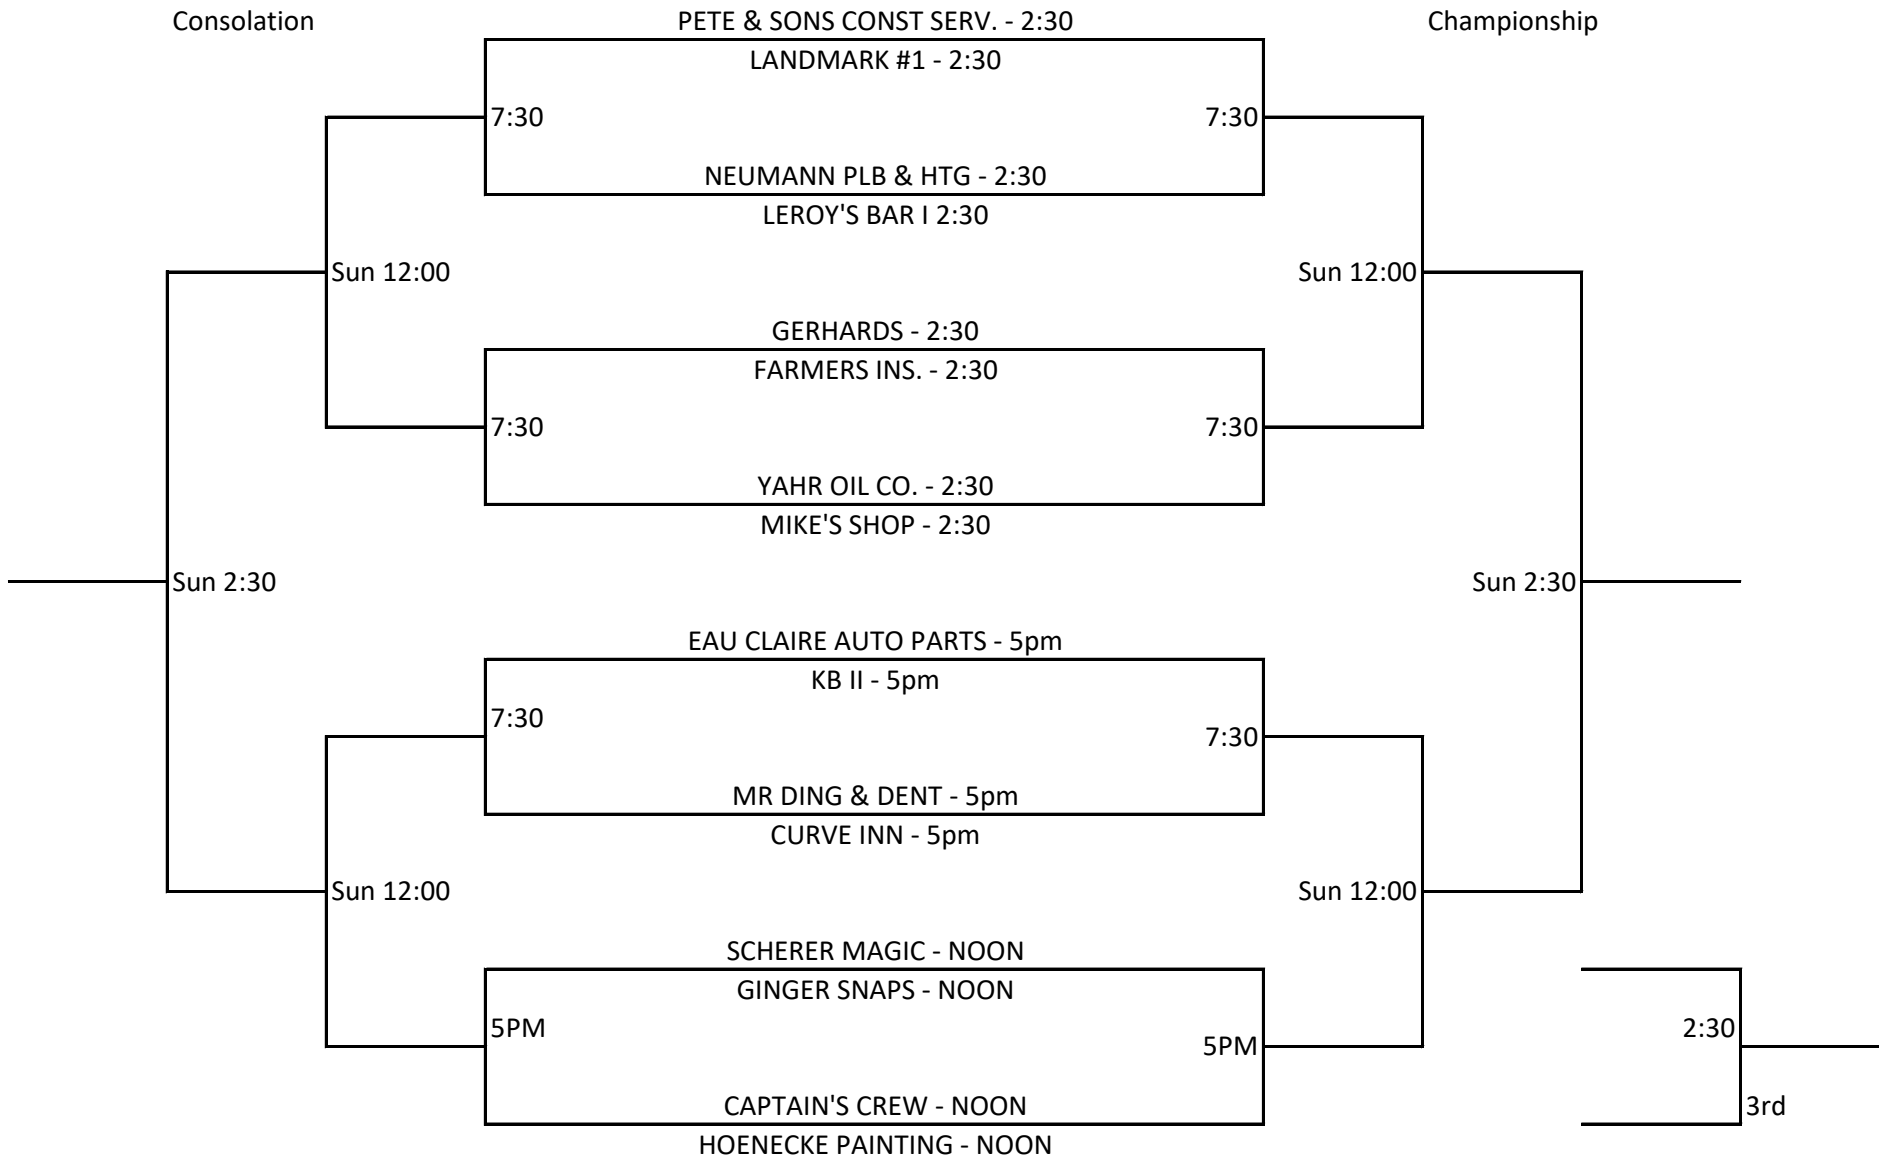 Consolation
PETE & SONS CONST SERV. - 2:30
Championship
LANDMARK #1 - 2:30
7:30
7:30
NEUMANN PLB & HTG - 2:30
LEROY'S BAR I 2:30
Sun 12:00
Sun 12:00
GERHARDS - 2:30
FARMERS INS. - 2:30
7:30
7:30
YAHR OIL CO. - 2:30
MIKE'S SHOP - 2:30
Sun 2:30
Sun 2:30
EAU CLAIRE AUTO PARTS - 5pm
KB II - 5pm
7:30
7:30
MR DING & DENT - 5pm
CURVE INN - 5pm
Sun 12:00
Sun 12:00
SCHERER MAGIC - NOON
GINGER SNAPS - NOON
5PM
2:30
5PM
CAPTAIN'S CREW - NOON
3rd
HOENECKE PAINTING - NOON